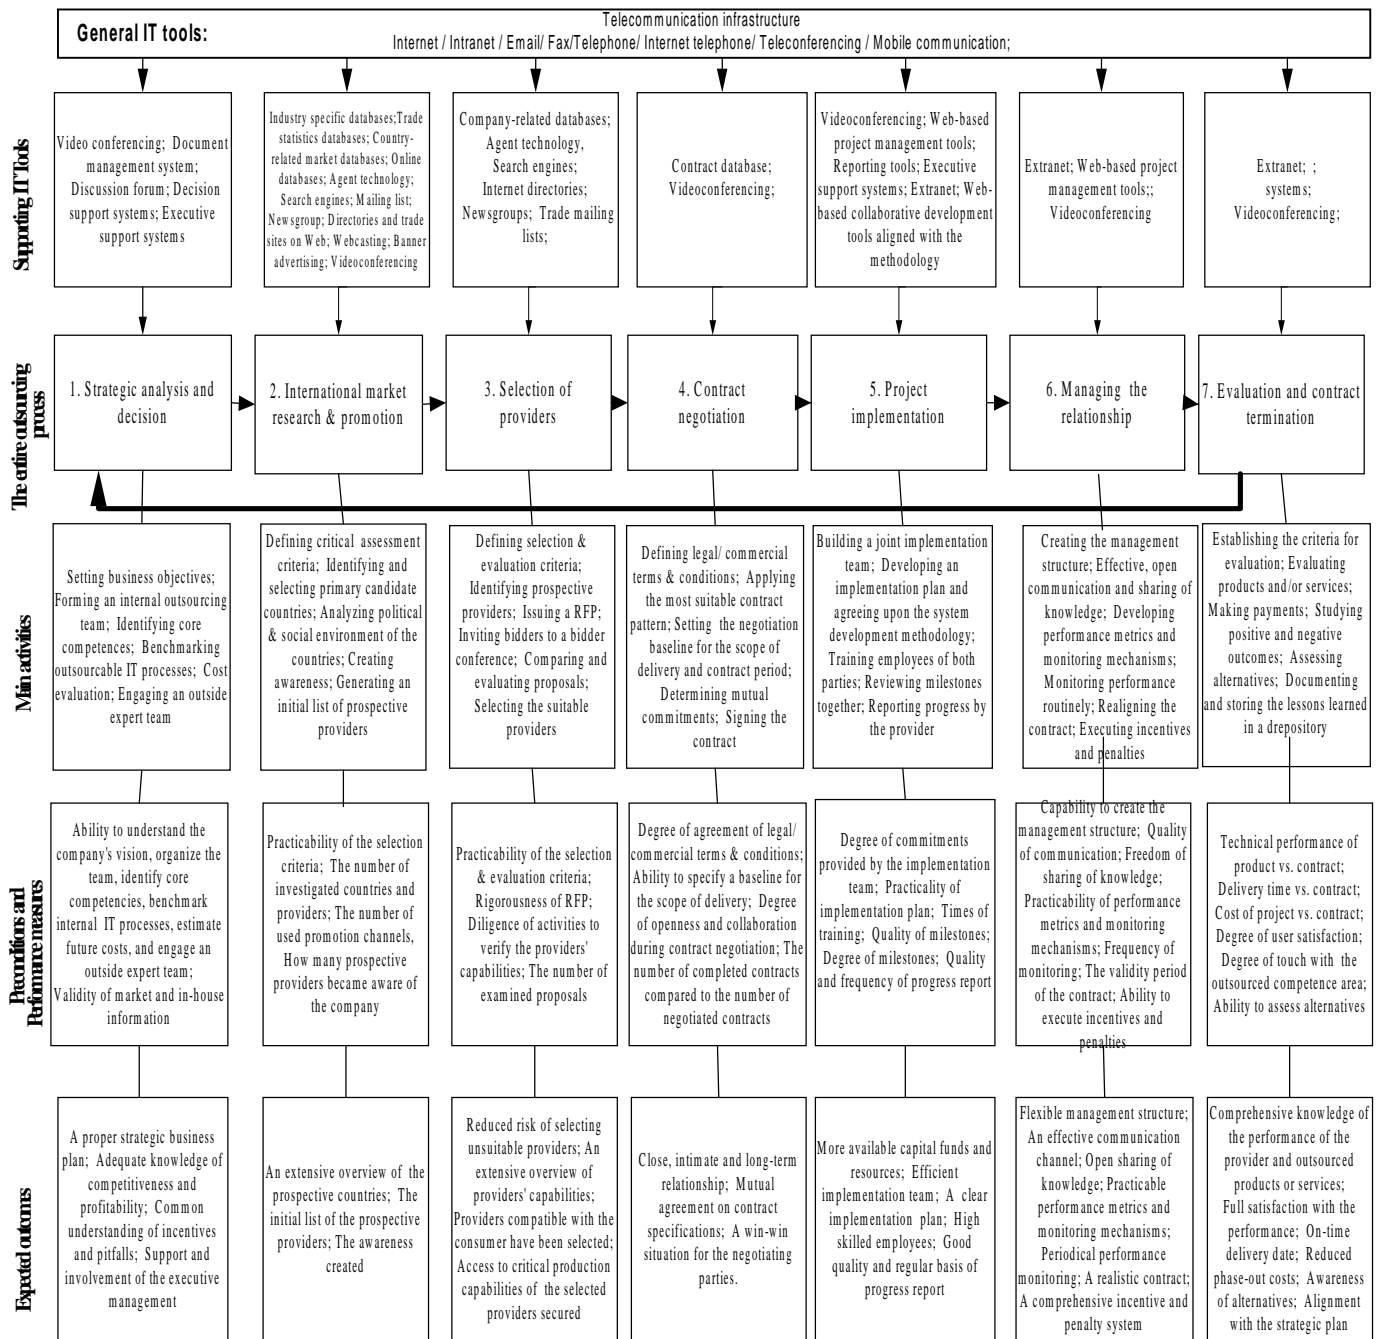 General IT tools:
Telecommunication infrastructure
Internet / Intranet / Email/ Fax/Telephone/ Internet telephone/ Teleconferencing / Mobile communication;
Supporting IT Tools
Video conferencing; Document
management system;
Discussion forum; Decision
support systems; Executive
support systems
Industry specific databases;Trade
statistics databases; Country-
related market databases; Online
databases; Agent technology;
Search engines; Mailing list;
Newsgroup; Directories and trade
sites on Web; Webcasting; Banner
advertising; Videoconferencing
Company-related databases;
Agent technology,
Search engines;
Internet directories;
Newsgroups; Trade mailing
lists;
Contract database;
Videoconferencing;
Videoconferencing; Web-based
project management tools;
Reporting tools; Executive
support systems; Extranet; Web-
based collaborative development
tools aligned with the
methodology
Extranet; Web-based project
management tools;;
Videoconferencing
Extranet; ;
systems;
Videoconferencing;
The entire outsourcing
process
1. Strategic analysis and
decision
2. International market
research & promotion
3. Selection of
providers
4. Contract
negotiation
5. Project
implementation
6. Managing the
relationship
7. Evaluation and contract
termination
Main activities
Setting business objectives;
Forming an internal outsourcing
team; Identifying core
competences; Benchmarking
outsourcable IT processes; Cost
evaluation; Engaging an outside
expert team
Defining critical assessment
criteria; Identifying and
selecting primary candidate
countries; Analyzing political
& social environment of the
countries; Creating
awareness; Generating an
initial list of prospective
providers
Defining selection &
evaluation criteria;
Identifying prospective
providers; Issuing a RFP;
Inviting bidders to a bidder
conference; Comparing and
evaluating proposals;
Selecting the suitable
providers
Defining legal/ commercial
terms & conditions; Applying
the most suitable contract
pattern; Setting the negotiation
baseline for the scope of
delivery and contract period;
Determining mutual
commitments; Signing the
contract
Building a joint implementation
team; Developing an
implementation plan and
agreeing upon the system
development methodology;
Training employees of both
parties; Reviewing milestones
together; Reporting progress by
the provider
Creating the management
structure; Effective, open
communication and sharing of
knowledge; Developing
performance metrics and
monitoring mechanisms;
Monitoring performance
routinely; Realigning the
contract; Executing incentives
and penalties
Establishing the criteria for
evaluation; Evaluating
products and/or services;
Making payments; Studying
positive and negative
outcomes; Assessing
alternatives; Documenting
and storing the lessons learned
in a drepository
Preconditions and
Performance measures
Ability to understand the
company's vision, organize the
team, identify core
competencies, benchmark
internal IT processes, estimate
future costs, and engage an
outside expert team;
Validity of market and in-house
information
Practicability of the selection
criteria; The number of
investigated countries and
providers; The number of
used promotion channels,
How many prospective
providers became aware of
the company
Practicability of the selection
& evaluation criteria;
Rigorousness of RFP;
Diligence of activities to
verify the providers'
capabilities; The number of
examined proposals
Degree of agreement of legal/
commercial terms & conditions;
Ability to specify a baseline for
the scope of delivery; Degree
of openness and collaboration
during contract negotiation; The
number of completed contracts
compared to the number of
negotiated contracts
Degree of commitments
provided by the implementation
team; Practicality of
implementation plan; Times of
training; Quality of milestones;
Degree of milestones; Quality
and frequency of progress report
Capability to create the
management structure; Quality
of communication; Freedom of
sharing of knowledge;
Practicability of performance
metrics and monitoring
mechanisms; Frequency of
monitoring; The validity period
of the contract; Ability to
execute incentives and
penalties
Technical performance of
product vs. contract;
Delivery time vs. contract;
Cost of project vs. contract;
Degree of user satisfaction;
Degree of touch with the
outsourced competence area;
Ability to assess alternatives
Expected outcomes
A proper strategic business
plan; Adequate knowledge of
competitiveness and
profitability; Common
understanding of incentives
and pitfalls; Support and
involvement of the executive
management
An extensive overview of the
prospective countries; The
initial list of the prospective
providers; The awareness
created
Reduced risk of selecting
unsuitable providers; An
extensive overview of
providers' capabilities;
Providers compatible with the
consumer have been selected;
Access to critical production
capabilities of the selected
providers secured
Close, intimate and long-term
relationship; Mutual
agreement on contract
specifications; A win-win
situation for the negotiating
parties.
More available capital funds and
resources; Efficient
implementation team; A clear
implementation plan; High
skilled employees; Good
quality and regular basis of
progress report
Flexible management structure;
An effective communication
channel; Open sharing of
knowledge; Practicable
performance metrics and
monitoring mechanisms;
Periodical performance
monitoring; A realistic contract;
A comprehensive incentive and
penalty system
Comprehensive knowledge of
the performance of the
provider and outsourced
products or services;
Full satisfaction with the
performance; On-time
delivery date; Reduced
phase-out costs; Awareness
of alternatives; Alignment
with the strategic plan